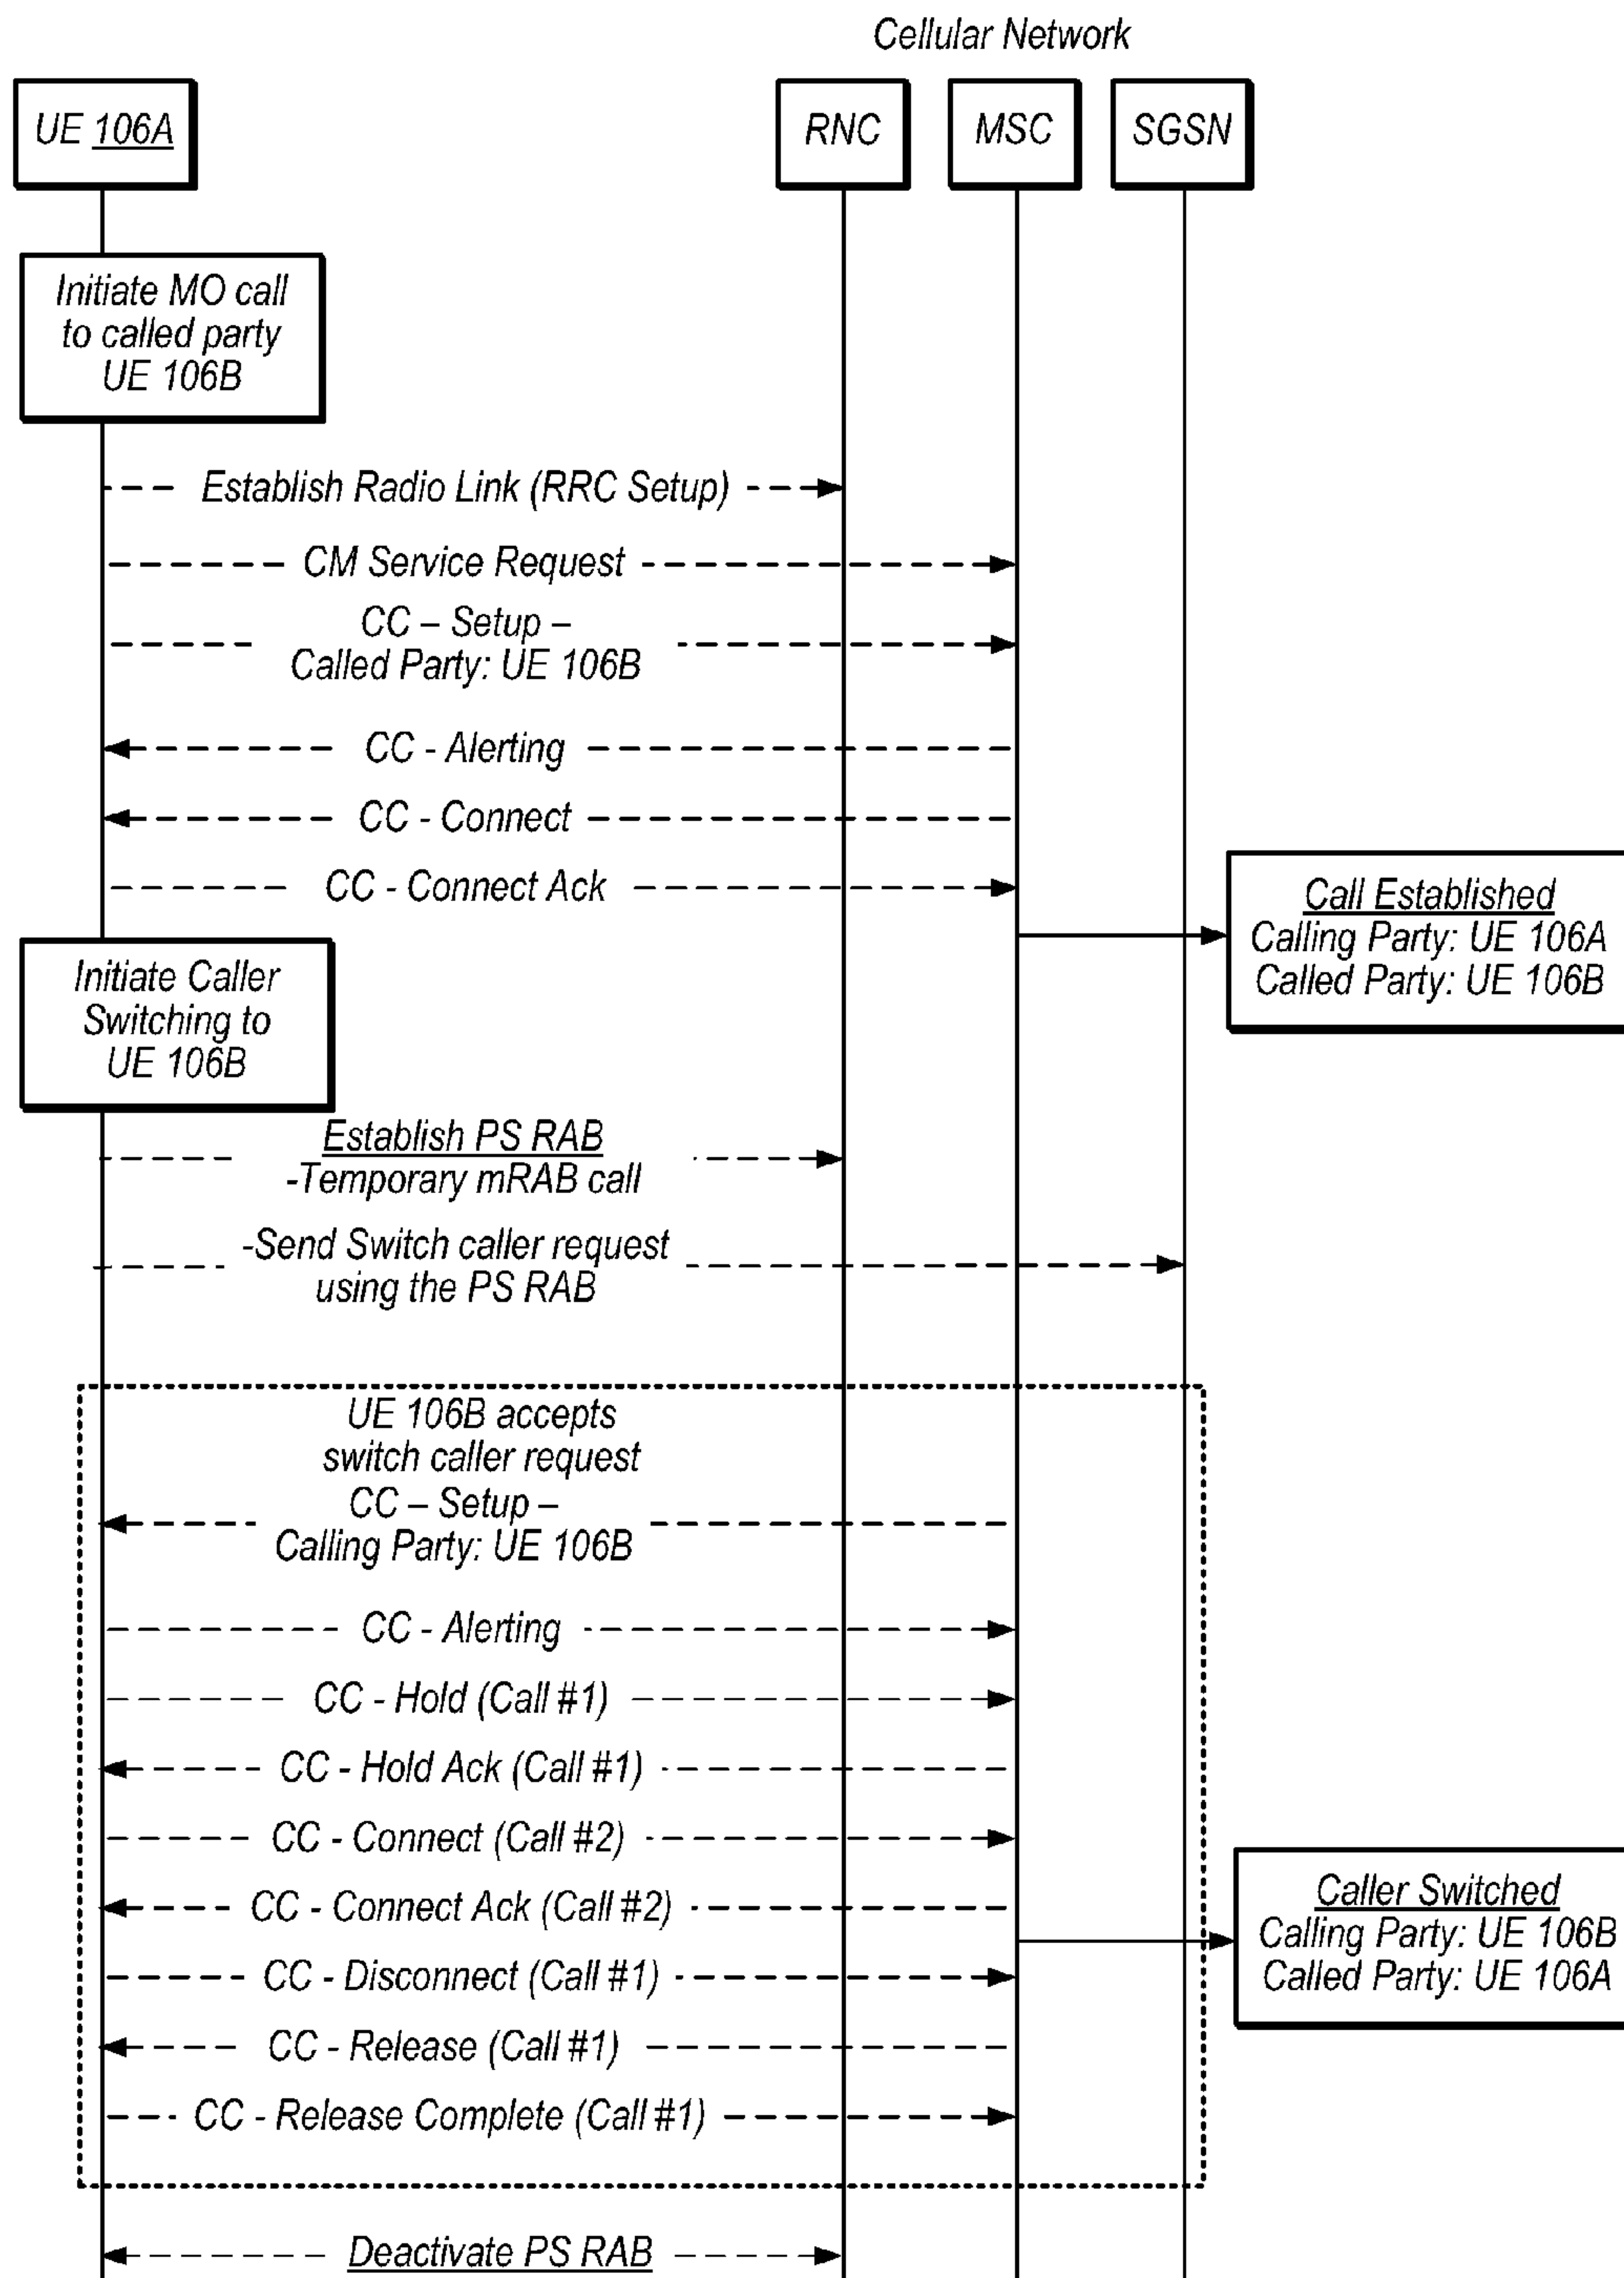 Cellular Network
UE 106A
RNC
MSC
SGSN
Initiate MO call
to called party
UE 106B
Establish Radio Link (RRC Setup)
CM Service Request
CC – Setup –
Called Party: UE 106B
CC - Alerting
CC - Connect
CC - Connect Ack
Call Established
Calling Party: UE 106A
Called Party: UE 106B
Initiate Caller
Switching to
UE 106B
Establish PS RAB
-Temporary mRAB call
-Send Switch caller request
using the PS RAB
UE 106B accepts
switch caller request
CC – Setup –
Calling Party: UE 106B
CC - Alerting
CC - Hold (Call #1)
CC - Hold Ack (Call #1)
CC - Connect (Call #2)
CC - Connect Ack (Call #2)
Caller Switched
Calling Party: UE 106B
Called Party: UE 106A
CC - Disconnect (Call #1)
CC - Release (Call #1)
CC - Release Complete (Call #1)
Deactivate PS RAB